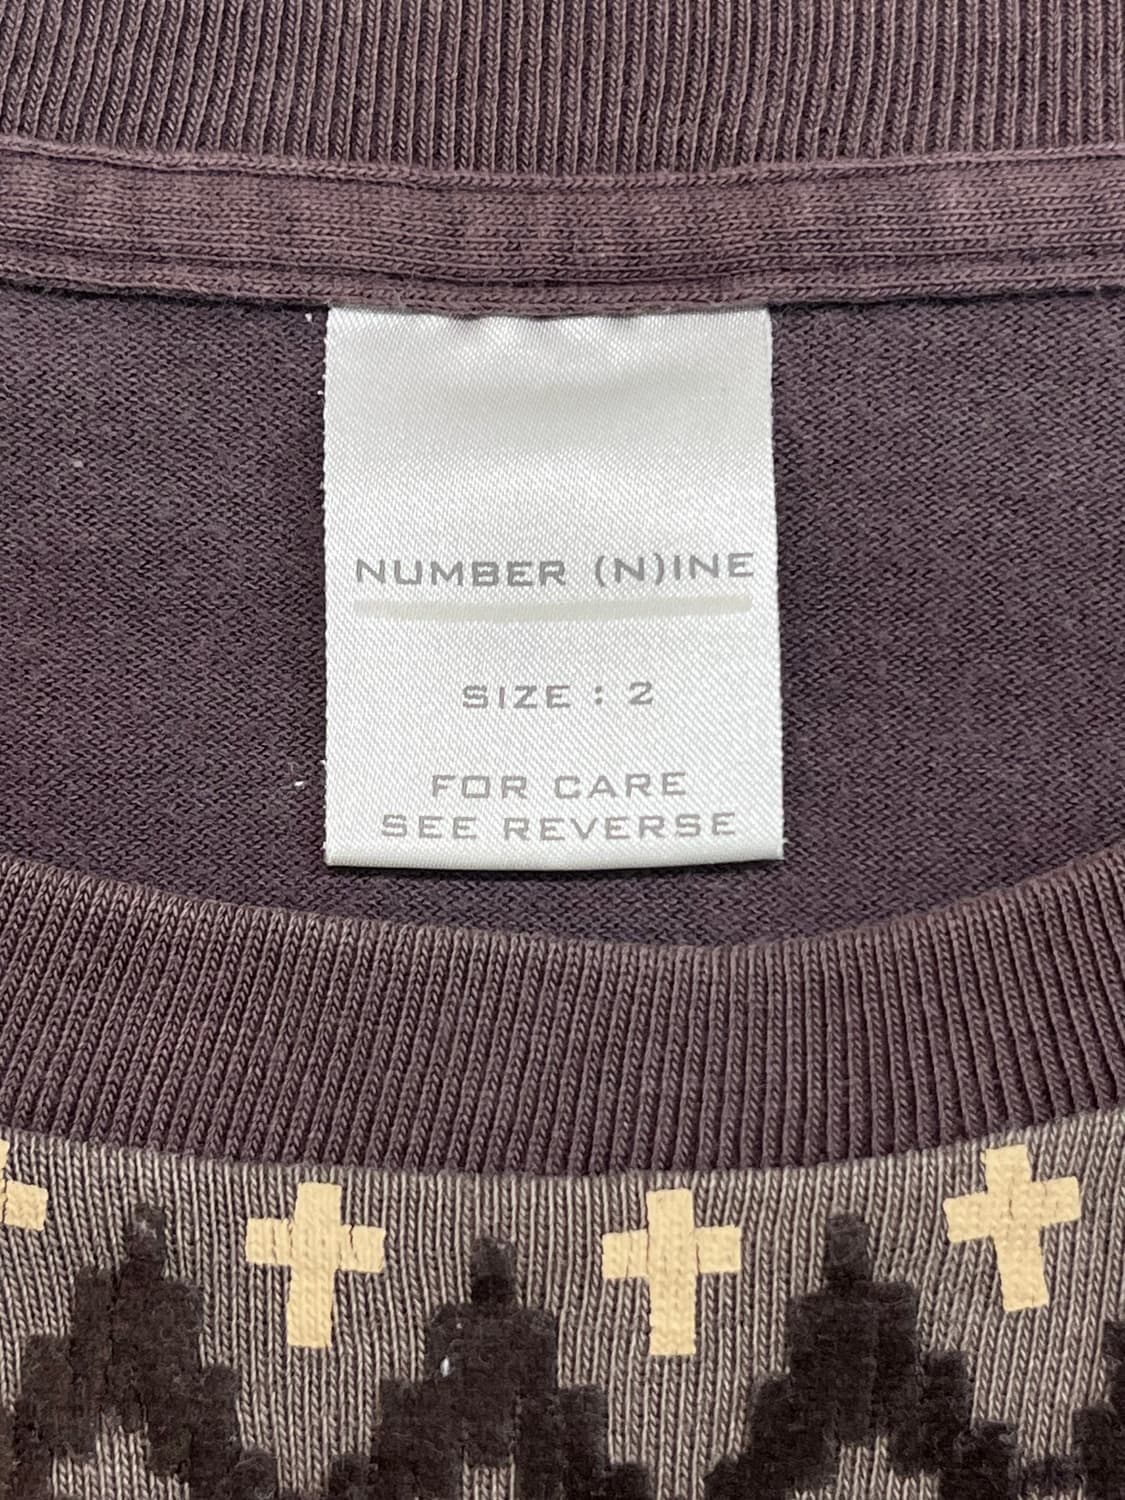 NUMBER (N)INE
SIZE : 2
FOR CARE
SEE REVERSE